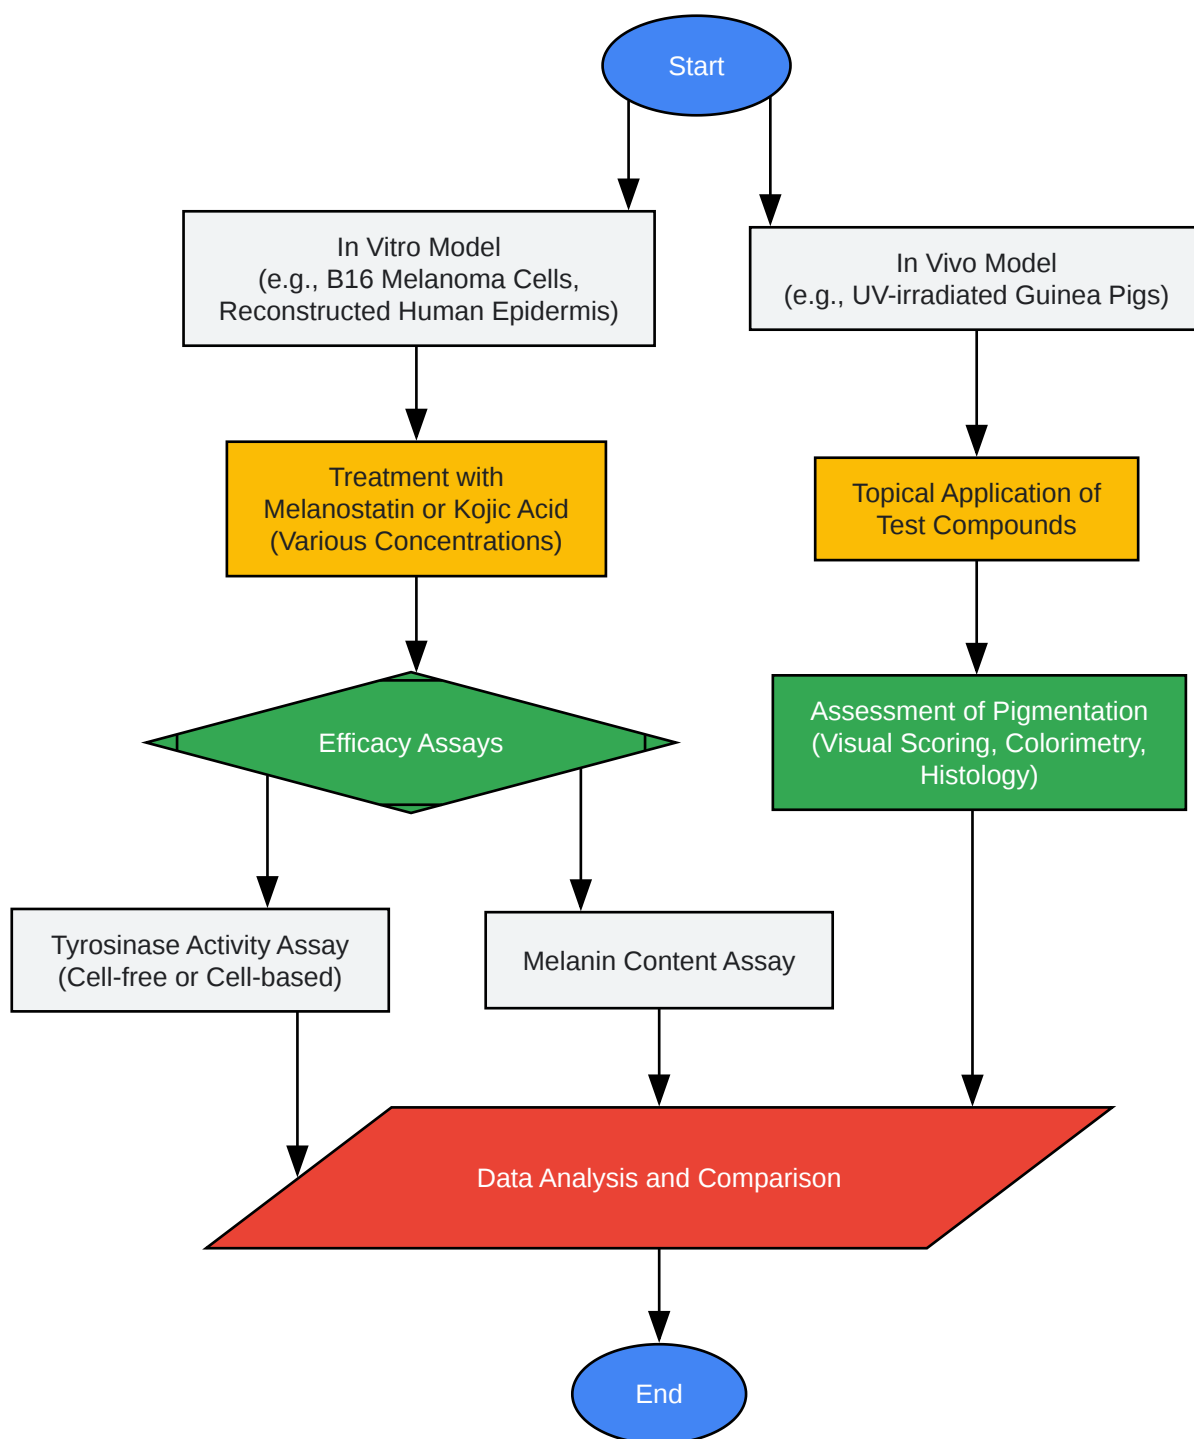 Start
In Vitro Model
(e.g., B16 Melanoma Cells,
Reconstructed Human Epidermis)
In Vivo Model
(e.g., UV-irradiated Guinea Pigs)
Treatment with
Melanostatin or Kojic Acid
(Various Concentrations)
Topical Application of
Test Compounds
Efficacy Assays
Assessment of Pigmentation
(Visual Scoring, Colorimetry,
Histology)
Tyrosinase Activity Assay
(Cell-free or Cell-based)
Melanin Content Assay
Data Analysis and Comparison
End